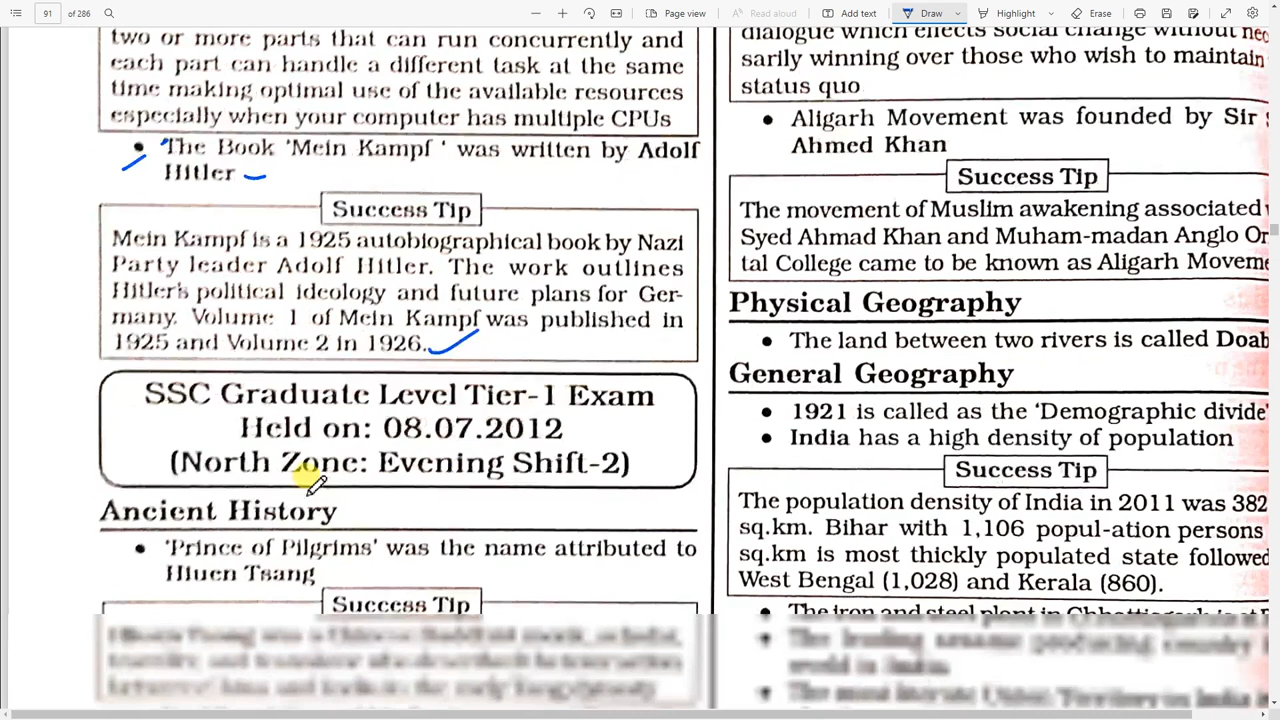 91 of 286
Page view
Read aloud
Add text
Draw
Highlight
Erase
two or more parts that can run concurrently and
each part can handle a different task at the same
time making optimal use of the available resources
especially when your computer has multiple CPUs
• The Book 'Mein Kampf ' was written by Adolf
Hitler
Success Tip
Mein Kampf is a 1925 autobiographical book by Nazi
Party leader Adolf Hitler. The work outlines
Hitler's political ideology and future plans for Ger-
many. Volume 1 of Mein Kampf was published in
1925 and Volume 2 in 1926.
SSC Graduate Level Tier-1 Exam
Held on: 08.07.2012
(North Zone: Evening Shift-2)
Ancient History
• 'Prince of Pilgrims' was the name attributed to
Hiuen Tsang
Success Tip
dialogue which effects social change without
sarily winning over those who wish to maintain
status quo
• Aligarh Movement was founded by Sir
Ahmed Khan
Success Tip
The movement of Muslim awakening associated
Syed Ahmad Khan and Muham-madan Anglo
tal College came to be known as Aligarh
Physical Geography
• The land between two rivers is called Doab
General Geography
• 1921 is called as the 'Demographic divide'
• India has a high density of population
Success Tip
The population density of India in 2011 was 382
sq.km. Bihar with 1,106 popul-ation persons
sq.km is most thickly populated state followed
West Bengal (1,028) and Kerala (860).
• The iron and steel plant in
• The leading
world is India.